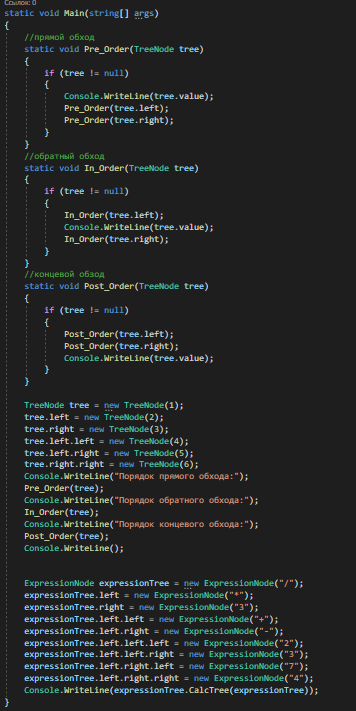 Ссылок: 0
static void Main(string[] args)
{
//прямой обход
static void Pre_Order(TreeNode tree)
{
if (tree != null)
{
Console.WriteLine(tree.value);
Pre_Order(tree.left);
Pre_Order(tree.right);
}
}
//обратный обход
static void In_Order(TreeNode tree)
{
if (tree != null)
{
In_Order(tree.left);
Console.WriteLine(tree.value);
In_Order(tree.right);
}
}
//концевой обзод
static void Post_Order(TreeNode tree)
{
if (tree != null)
{
Post_Order(tree.left);
Post_Order(tree.right);
Console.WriteLine(tree.value);
}
}
TreeNode tree = new TreeNode(1);
tree.left = new TreeNode(2);
tree.right = new TreeNode(3);
tree.left.left = new TreeNode(4);
tree.left.right = new TreeNode(5);
tree.right.right = new TreeNode(6);
Console.WriteLine("Порядок прямого обхода:");
Pre_Order(tree);
Console.WriteLine("Порядок обратного обхода:");
In_Order(tree);
Console.WriteLine("Порядок концевого обхода:");
Post_Order(tree);
Console.WriteLine();
ExpressionNode expressionTree = new ExpressionNode("/");
expressionTree.left = new ExpressionNode("*");
expressionTree.right = new ExpressionNode("3");
expressionTree.left.left = new ExpressionNode("+");
expressionTree.left.right = new ExpressionNode("-");
expressionTree.left.left.left = new ExpressionNode("2");
expressionTree.left.left.right = new ExpressionNode("3");
expressionTree.left.right.left = new ExpressionNode("7");
expressionTree.left.right.right = new ExpressionNode("4");
Console.WriteLine(expressionTree.CalcTree(expressionTree));
}